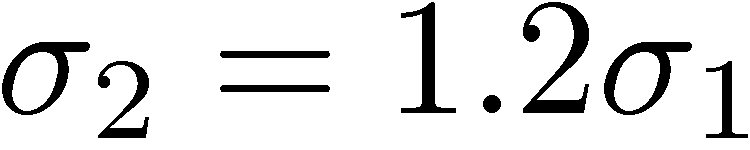 σ₂ = 1.2σ₁